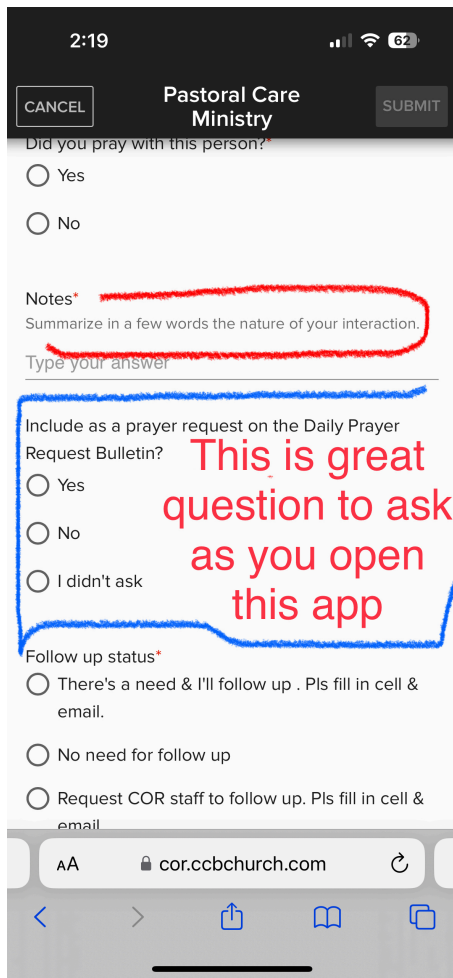 2:19
62
CANCEL
Pastoral Care
Ministry
SUBMIT
Did you pray with this person?*
Yes
No
Notes*
Summarize in a few words the nature of your interaction.
Type your answer
Include as a prayer request on the Daily Prayer
Request Bulletin?
Yes
No
I didn't ask
This is great
question to ask
as you open
this app
Follow up status*
There's a need & I'll follow up . Pls fill in cell &
email.
No need for follow up
Request COR staff to follow up. Pls fill in cell &
email
AA
cor.ccbchurch.com